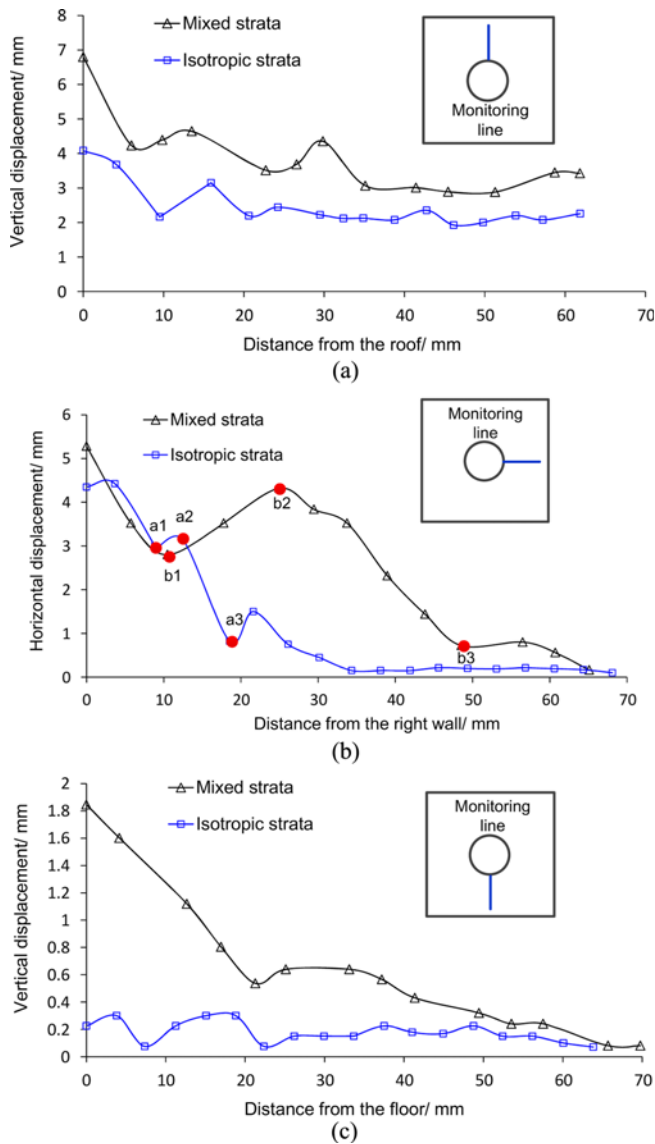 Vertical displacement/ mm
8
7
6
5
4
3
2
1
0
Mixed strata
Isotropic strata
Monitoring
line
0 10 20 30 40 50 60 70
Distance from the roof/ mm
(a)
Horizontal displacement/ mm
6
5
4
3
2
1
0
Mixed strata
Isotropic strata
Monitoring
line
a1
a2
b1
b2
a3
b3
0 10 20 30 40 50 60 70
Distance from the right wall/ mm
(b)
Vertical displacement/ mm
2
1.8
1.6
1.4
1.2
1
0.8
0.6
0.4
0.2
0
Mixed strata
Isotropic strata
Monitoring
line
0 10 20 30 40 50 60 70
Distance from the floor/ mm
(c)